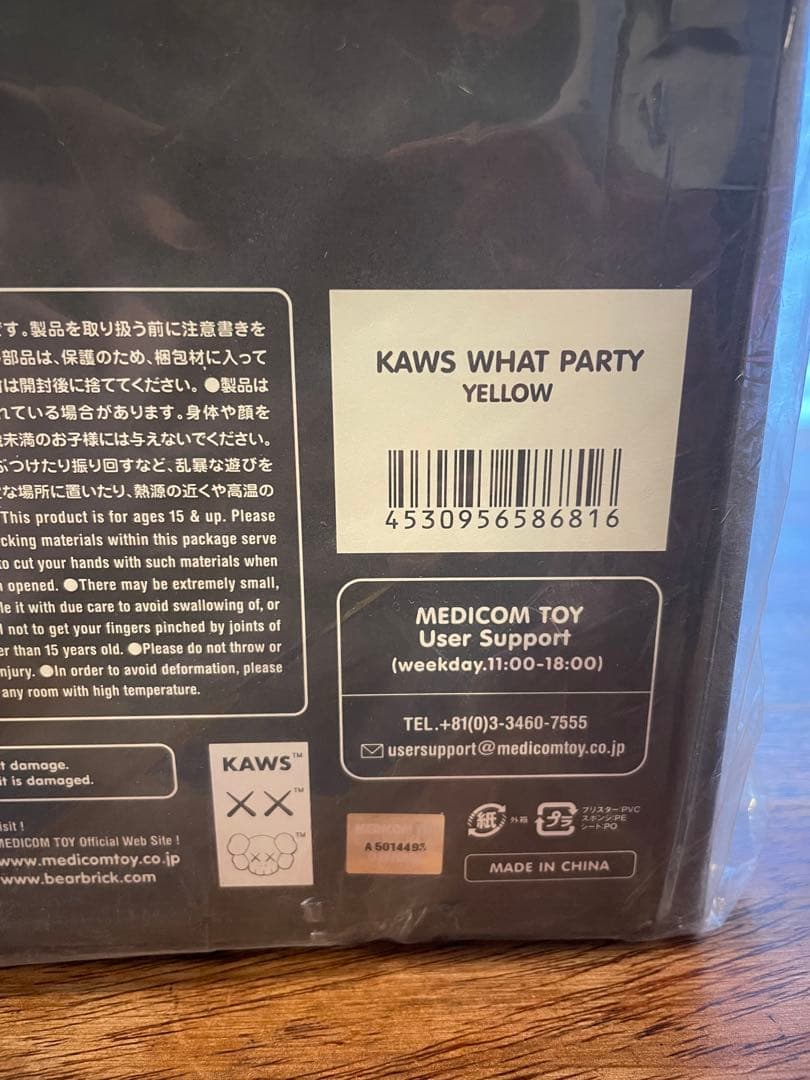 す。製品を取り扱う前に注意書きを
部品は、保護のため、梱包材に入って
は開封後に捨ててください。●製品は
れている場合があります。身体や顔を
未満のお子様には与えないでください。
ぶつけたり振り回すなど、乱暴な遊びを
な場所に置いたり、熱源の近くや高温の
This product is for ages 15 & up. Please
cking materials within this package serve
to cut your hands with such materials when
opened. ●There may be extremely small,
le it with due care to avoid swallowing of, or
not to get your fingers pinched by joints of
er than 15 years old. ●Please do not throw or
njury. ●In order to avoid deformation, please
any room with high temperature.
t damage.
it is damaged.
isit !
MEDICOM TOY Official Web Site !
www.medicomtoy.co.jp
www.bearbrick.com
KAWS™
XX™
™
KAWS WHAT PARTY
YELLOW
4530956586816
MEDICOM TOY
User Support
(weekday.11:00-18:00)
TEL.+81(0)3-3460-7555
usersupport@medicomtoy.co.jp
MEDICOM TOY
紙 外箱
プラ
ブリスター:PVC
スポンジ:PE
シート:PO
MADE IN CHINA